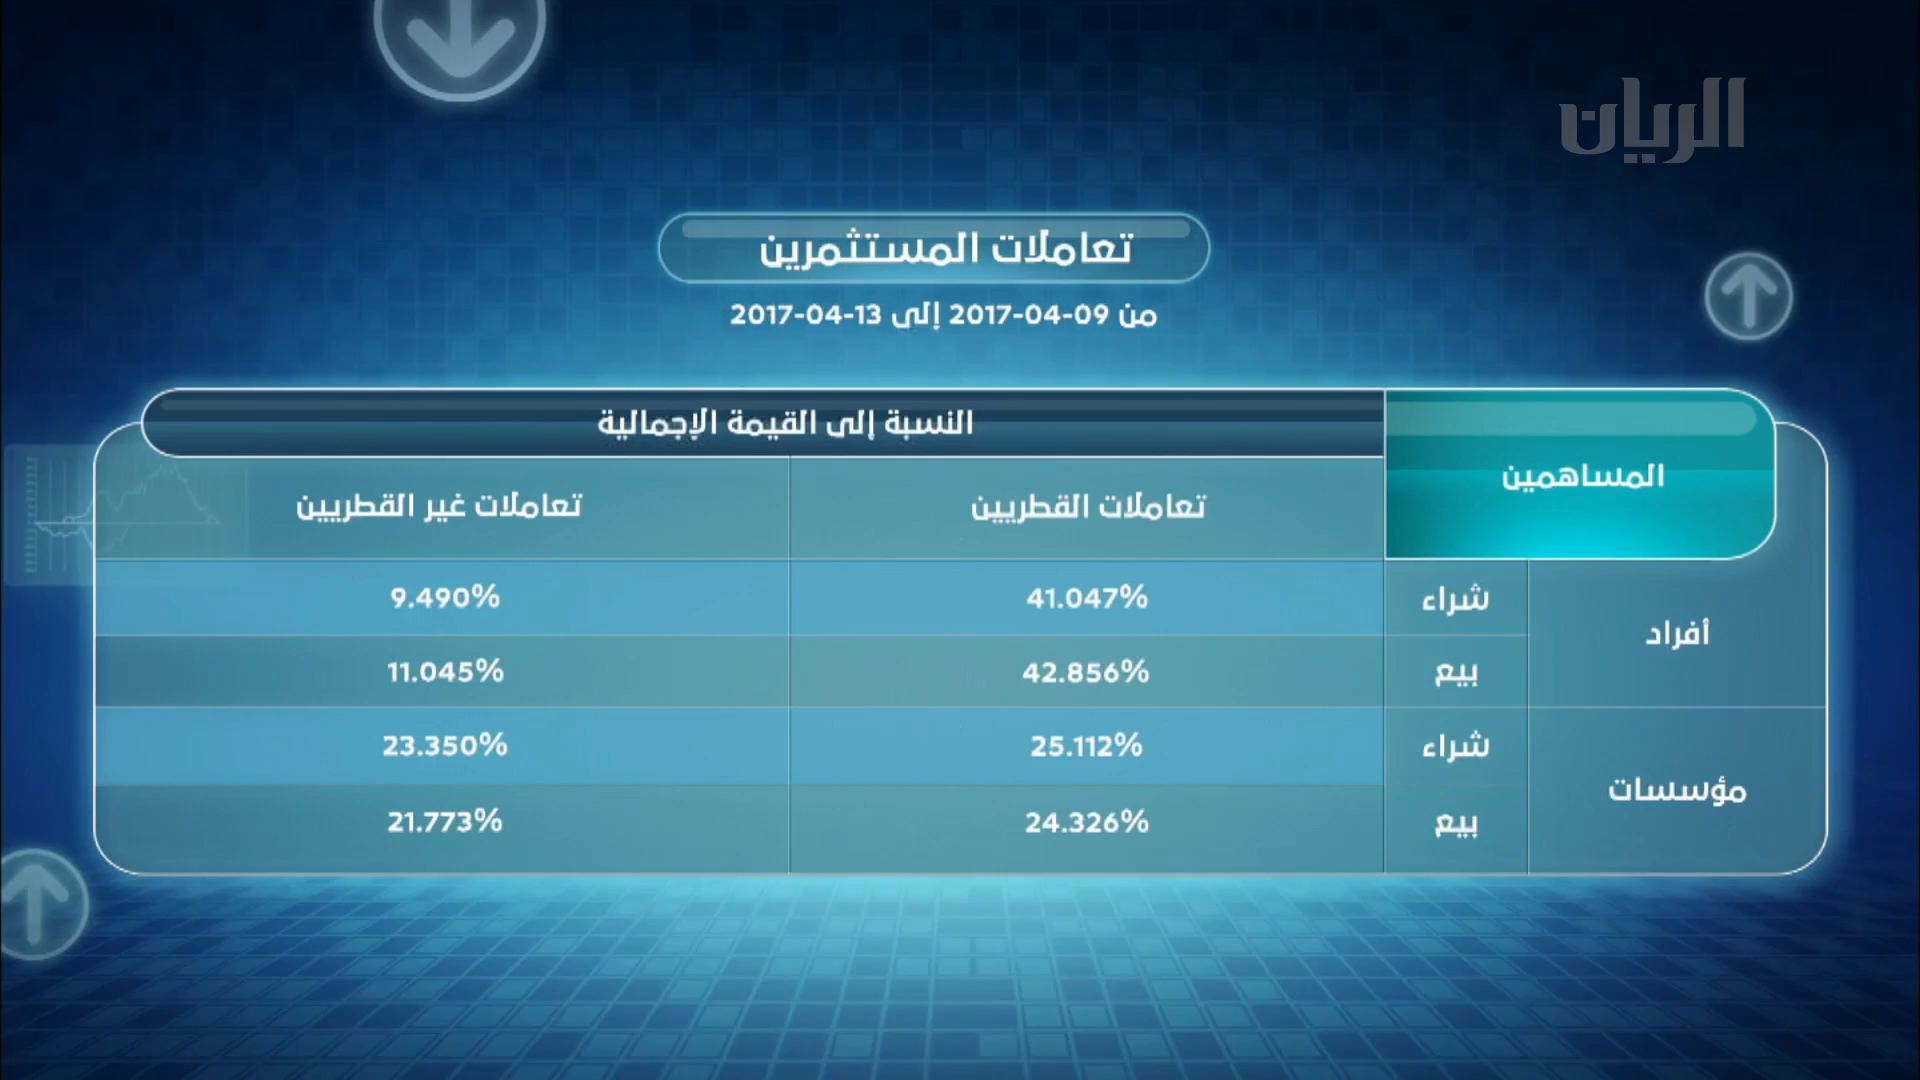 الريان
تعاملات المستثمرين
من 09-04-2017 إلى 13-04-2017
المساهمين
النسبة إلى القيمة الإجمالية
تعاملات القطريين
تعاملات غير القطريين
أفراد
شراء
41.047%
9.490%
بيع
42.856%
11.045%
مؤسسات
شراء
25.112%
23.350%
بيع
24.326%
21.773%